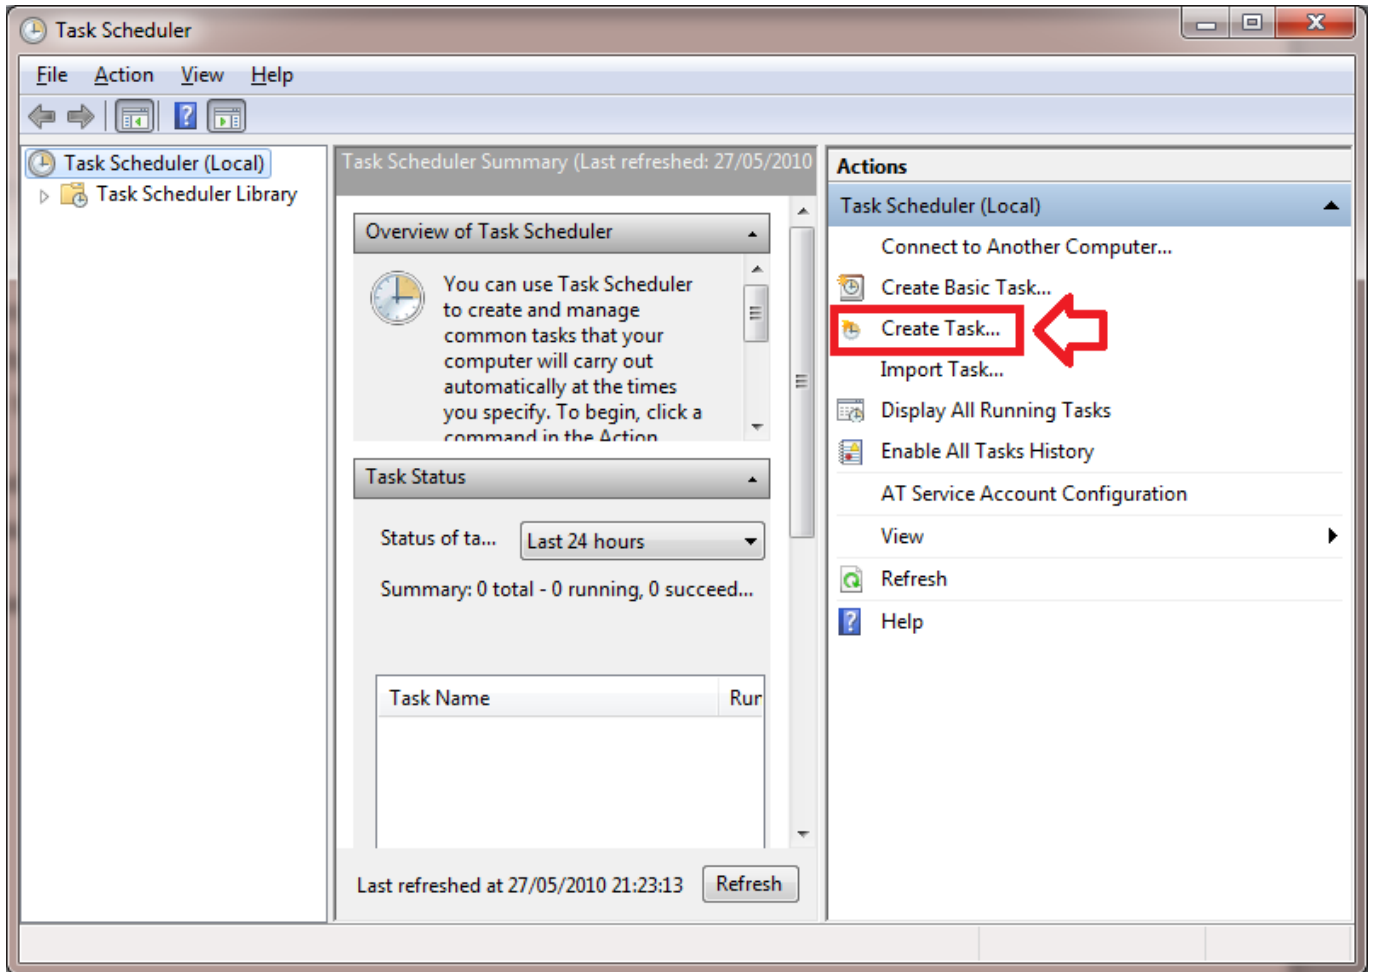 Task Scheduler
File Action View Help
Task Scheduler (Local)
Task Scheduler Library
Task Scheduler Summary (Last refreshed: 27/05/2010
Overview of Task Scheduler
You can use Task Scheduler
to create and manage
common tasks that your
computer will carry out
automatically at the times
you specify. To begin, click a
command in the Action
Task Status
Status of ta...
Last 24 hours
Summary: 0 total - 0 running, 0 succeed...
Task Name
Run
Last refreshed at 27/05/2010 21:23:13
Refresh
Actions
Task Scheduler (Local)
Connect to Another Computer...
Create Basic Task...
Create Task...
Import Task...
Display All Running Tasks
Enable All Tasks History
AT Service Account Configuration
View
Refresh
Help